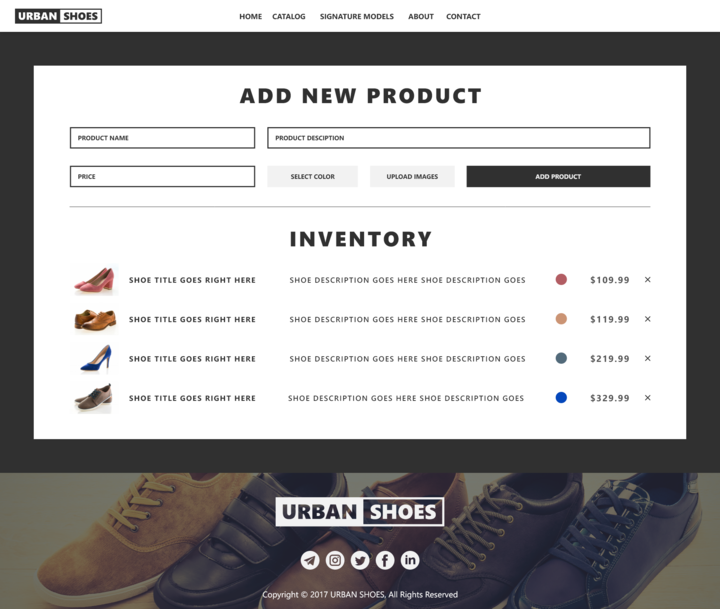 URBAN SHOES
HOME CATALOG SIGNATURE MODELS ABOUT CONTACT
ADD NEW PRODUCT
PRODUCT NAME PRODUCT DESCIPTION
PRICE SELECT COLOR UPLOAD IMAGES ADD PRODUCT
INVENTORY
SHOE TITLE GOES RIGHT HERE SHOE DESCRIPTION GOES HERE SHOE DESCRIPTION GOES $109.99 ×
SHOE TITLE GOES RIGHT HERE SHOE DESCRIPTION GOES HERE SHOE DESCRIPTION GOES $119.99 ×
SHOE TITLE GOES RIGHT HERE SHOE DESCRIPTION GOES HERE SHOE DESCRIPTION GOES $219.99 ×
SHOE TITLE GOES RIGHT HERE SHOE DESCRIPTION GOES HERE SHOE DESCRIPTION GOES $329.99 ×
URBAN SHOES
in
Copyright © 2017 URBAN SHOES, All Rights Reserved